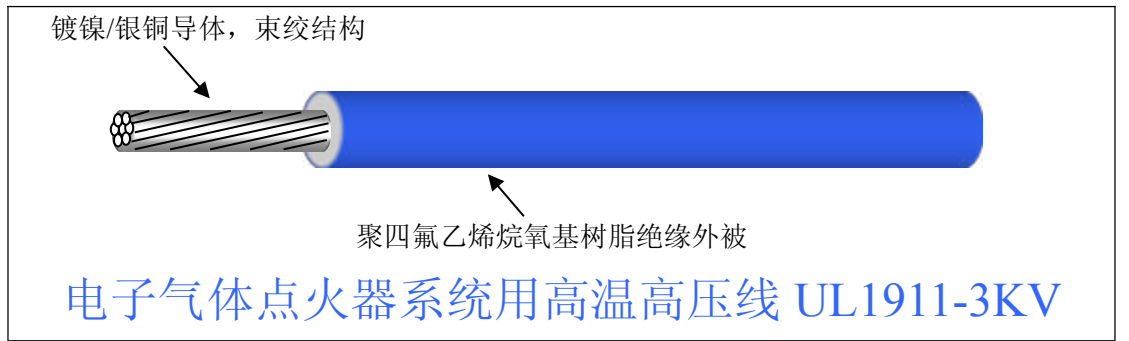 镀镍/银铜导体，束绞结构
聚四氟乙烯烷氧基树脂绝缘外被
电子气体点火器系统用高温高压线 UL1911-3KV